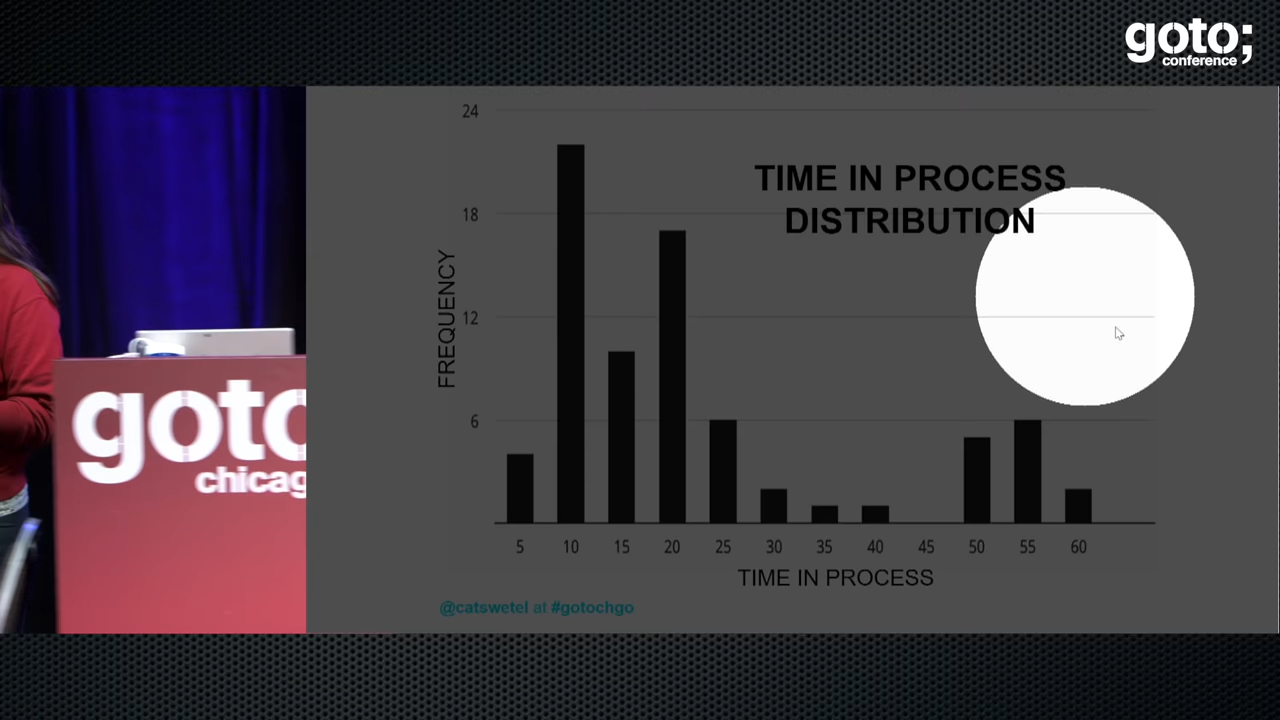 goto;
conference
24
TIME IN PROCESS
DISTRIBUTION
18
FREQUENCY
12
6
5 10 15 20 25 30 35 40 45 50 55 60
TIME IN PROCESS
@catswetel at #gotochgo
goto
chicag